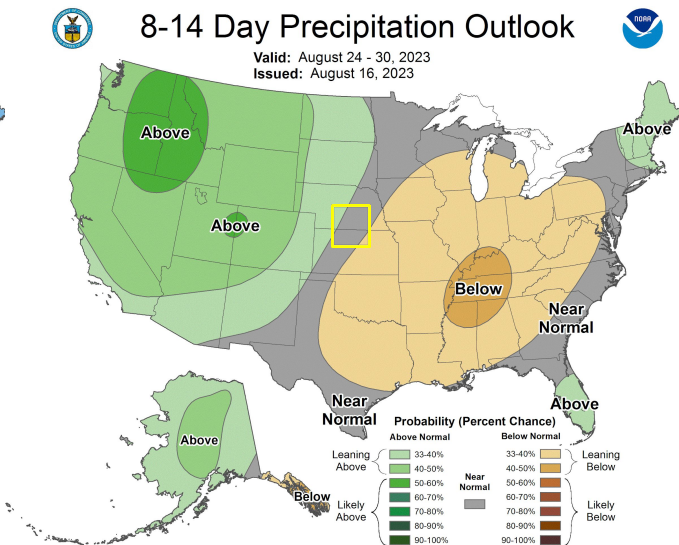 8-14 Day Precipitation Outlook
NOAA
Valid: August 24 - 30, 2023
Issued: August 16, 2023
Above
Above
Above
Below
Near
Normal
Near
Normal
Above
Above
Below
Probability (Percent Chance)
Above Normal
Below Normal
Leaning
Above
33-40%
40-50%
Likely
Above
50-60%
60-70%
70-80%
80-90%
90-100%
Near
Normal
33-40%
40-50%
Leaning
Below
50-60%
60-70%
70-80%
80-90%
90-100%
Likely
Below